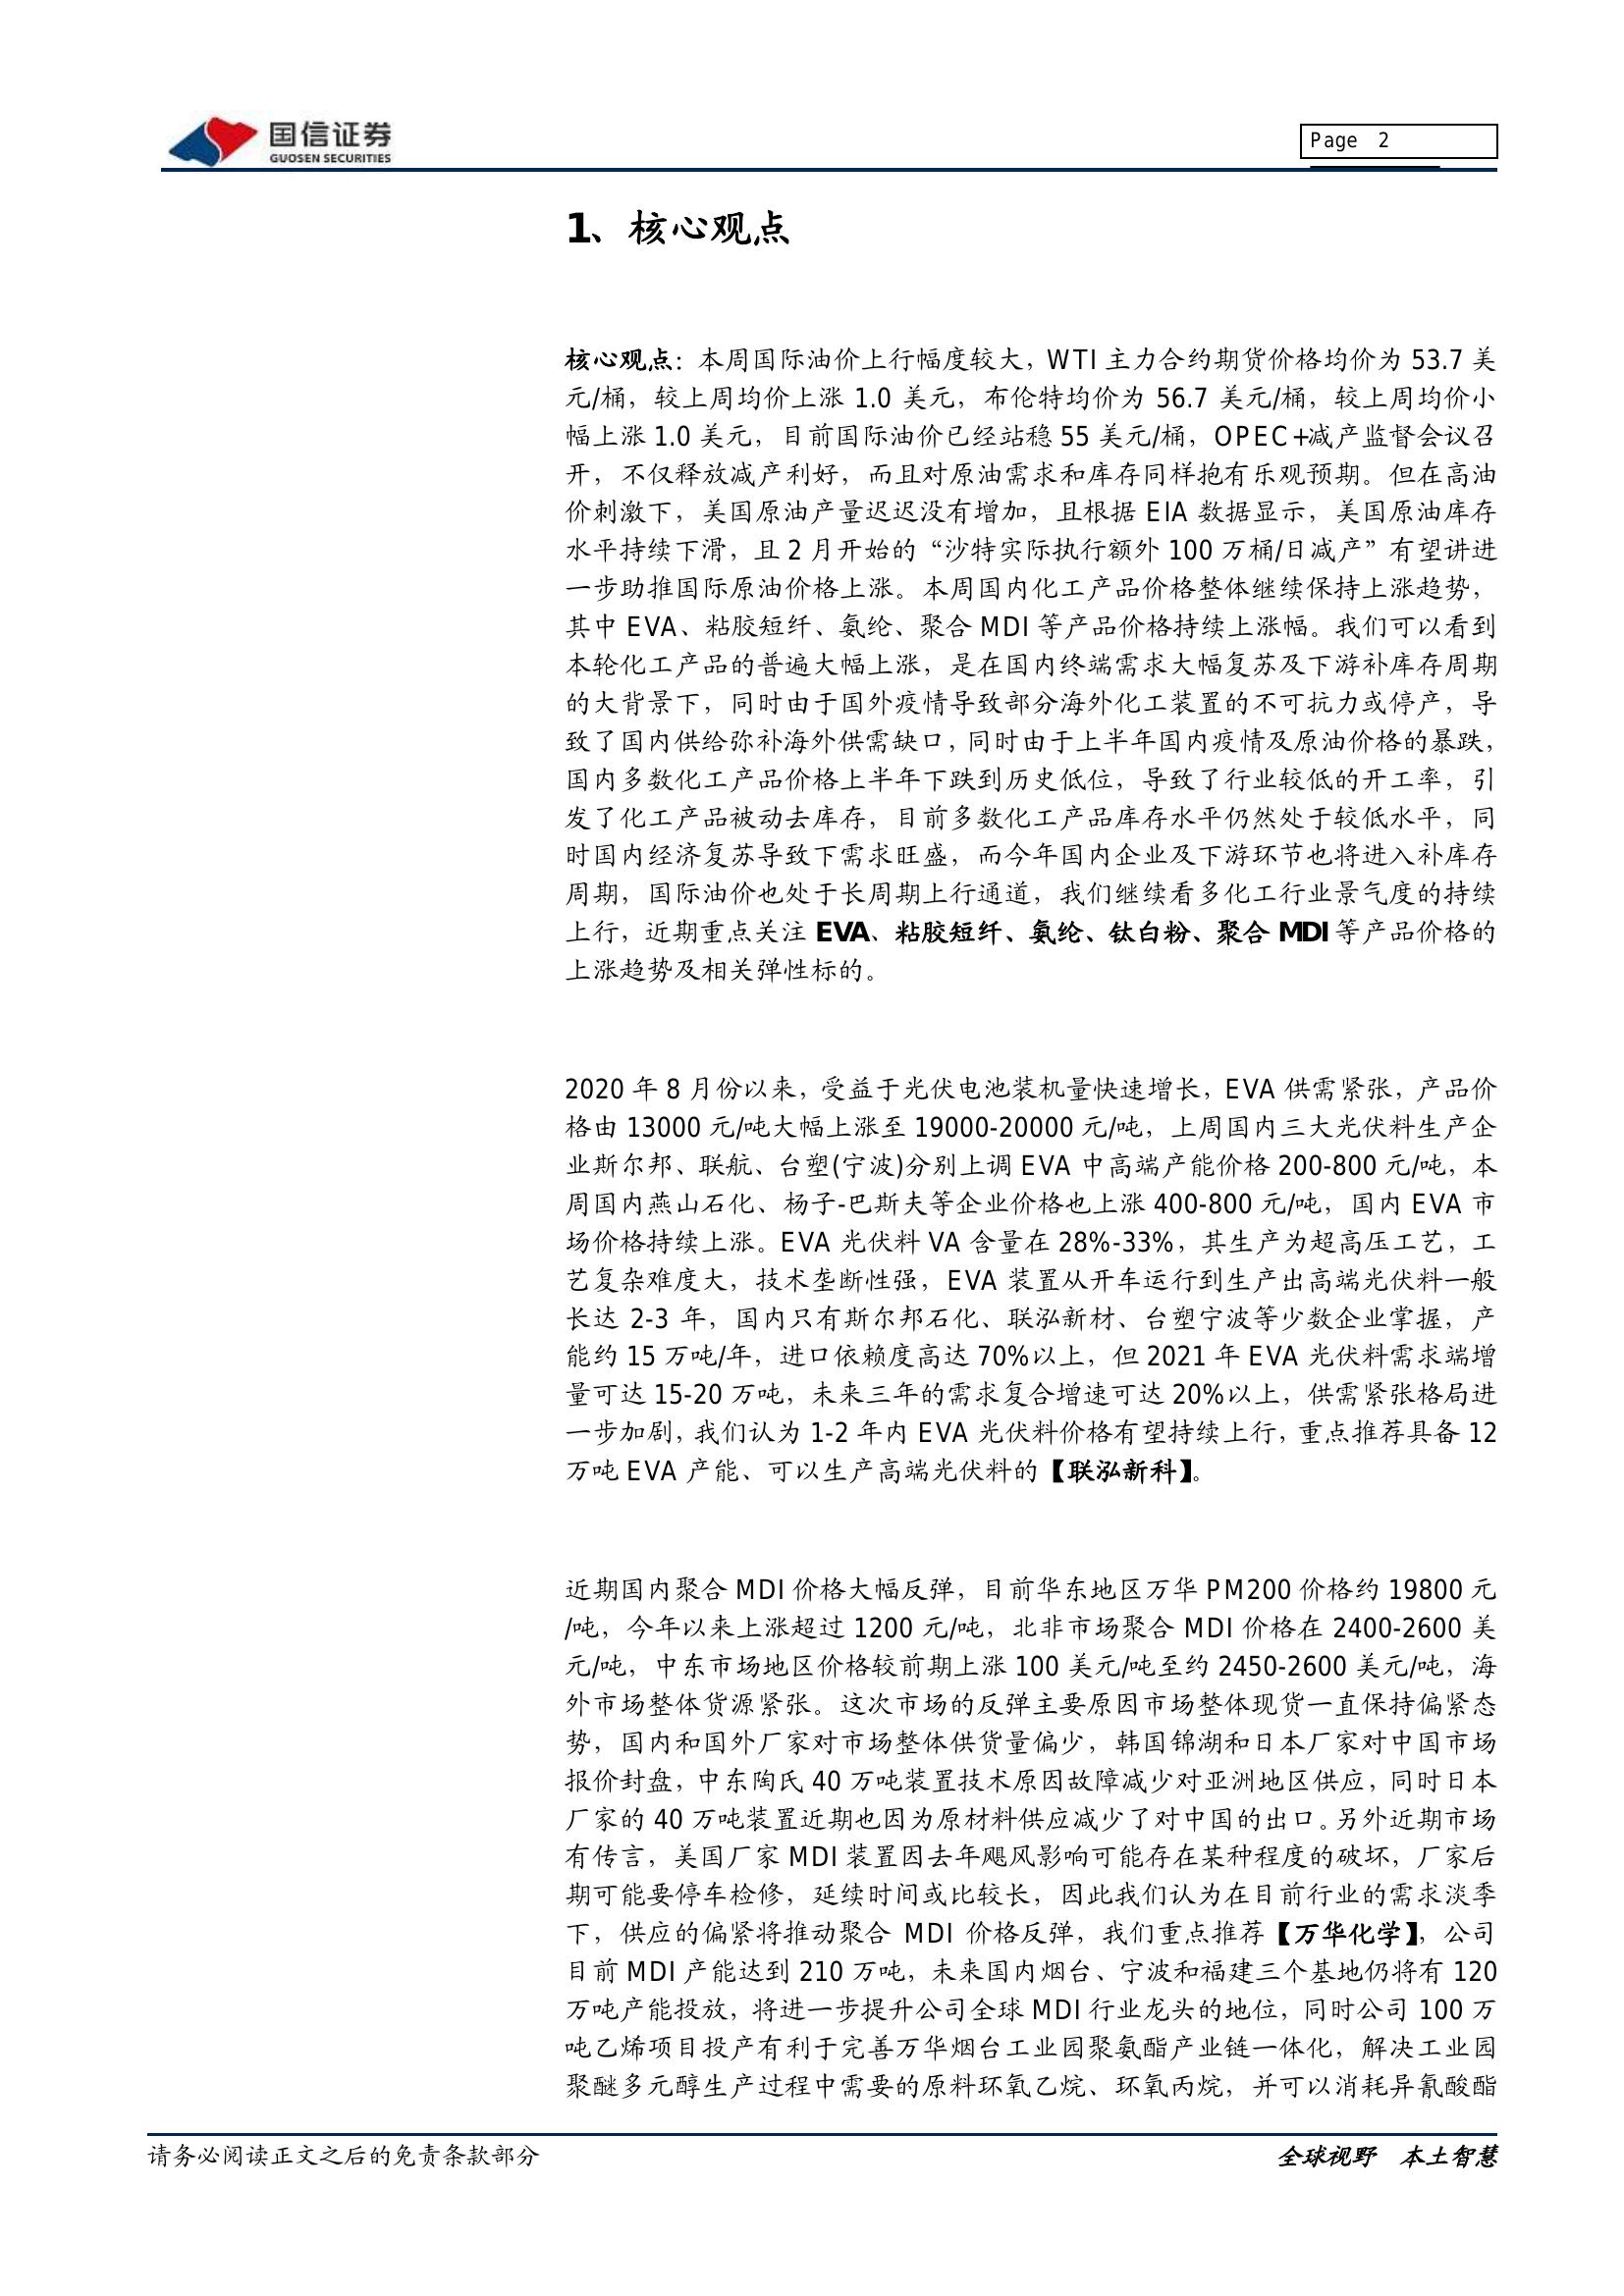 国信证券
GUOSEN SECURITIES
Page 2
1、核心观点
核心观点：本周国际油价上行幅度较大，WTI 主力合约期货价格均价为 53.7 美
元/桶，较上周均价上涨 1.0 美元，布伦特均价为 56.7 美元/桶，较上周均价小
幅上涨 1.0 美元，目前国际油价已经站稳 55 美元/桶，OPEC+减产监督会议召
开，不仅释放减产利好，而且对原油需求和库存同样抱有乐观预期。但在高油
价刺激下，美国原油产量迟迟没有增加，且根据 EIA 数据显示，美国原油库存
水平持续下滑，且 2 月开始的“沙特实际执行额外 100 万桶/日减产”有望讲进
一步助推国际原油价格上涨。本周国内化工产品价格整体继续保持上涨趋势，
其中 EVA、粘胶短纤、氨纶、聚合 MDI 等产品价格持续上涨幅。我们可以看到
本轮化工产品的普遍大幅上涨，是在国内终端需求大幅复苏及下游补库存周期
的大背景下，同时由于国外疫情导致部分海外化工装置的不可抗力或停产，导
致了国内供给弥补海外供需缺口，同时由于上半年国内疫情及原油价格的暴跌，
国内多数化工产品价格上半年下跌到历史低位，导致了行业较低的开工率，引
发了化工产品被动去库存，目前多数化工产品库存水平仍然处于较低水平，同
时国内经济复苏导致下需求旺盛，而今年国内企业及下游环节也将进入补库存
周期，国际油价也处于长周期上行通道，我们继续看多化工行业景气度的持续
上行，近期重点关注 EVA、粘胶短纤、氨纶、钛白粉、聚合 MDI 等产品价格的
上涨趋势及相关弹性标的。
2020 年 8 月份以来，受益于光伏电池装机量快速增长，EVA 供需紧张，产品价
格由 13000 元/吨大幅上涨至 19000-20000 元/吨，上周国内三大光伏料生产企
业斯尔邦、联航、台塑(宁波)分别上调 EVA 中高端产能价格 200-800 元/吨，本
周国内燕山石化、杨子-巴斯夫等企业价格也上涨 400-800 元/吨，国内 EVA 市
场价格持续上涨。EVA 光伏料 VA 含量在 28%-33%，其生产为超高压工艺，工
艺复杂难度大，技术垄断性强，EVA 装置从开车运行到生产出高端光伏料一般
长达 2-3 年，国内只有斯尔邦石化、联泓新材、台塑宁波等少数企业掌握，产
能约 15 万吨/年，进口依赖度高达 70%以上，但 2021 年 EVA 光伏料需求端增
量可达 15-20 万吨，未来三年的需求复合增速可达 20%以上，供需紧张格局进
一步加剧，我们认为 1-2 年内 EVA 光伏料价格有望持续上行，重点推荐具备 12
万吨 EVA 产能、可以生产高端光伏料的【联泓新科】。
近期国内聚合 MDI 价格大幅反弹，目前华东地区万华 PM200 价格约 19800 元
/吨，今年以来上涨超过 1200 元/吨，北非市场聚合 MDI 价格在 2400-2600 美
元/吨，中东市场地区价格较前期上涨 100 美元/吨至约 2450-2600 美元/吨，海
外市场整体货源紧张。这次市场的反弹主要原因市场整体现货一直保持偏紧态
势，国内和国外厂家对市场整体供货量偏少，韩国锦湖和日本厂家对中国市场
报价封盘，中东陶氏 40 万吨装置技术原因故障减少对亚洲地区供应，同时日本
厂家的 40 万吨装置近期也因为原材料供应减少了对中国的出口。另外近期市场
有传言，美国厂家 MDI 装置因去年飓风影响可能存在某种程度的破坏，厂家后
期可能要停车检修，延续时间或比较长，因此我们认为在目前行业的需求淡季
下，供应的偏紧将推动聚合 MDI 价格反弹，我们重点推荐【万华化学】，公司
目前 MDI 产能达到 210 万吨，未来国内烟台、宁波和福建三个基地仍将有 120
万吨产能投放，将进一步提升公司全球 MDI 行业龙头的地位，同时公司 100 万
吨乙烯项目投产有利于完善万华烟台工业园聚氨酯产业链一体化，解决工业园
聚醚多元醇生产过程中需要的原料环氧乙烷、环氧丙烷，并可以消耗异氰酸酯
请务必阅读正文之后的免责条款部分
全球视野 本土智慧